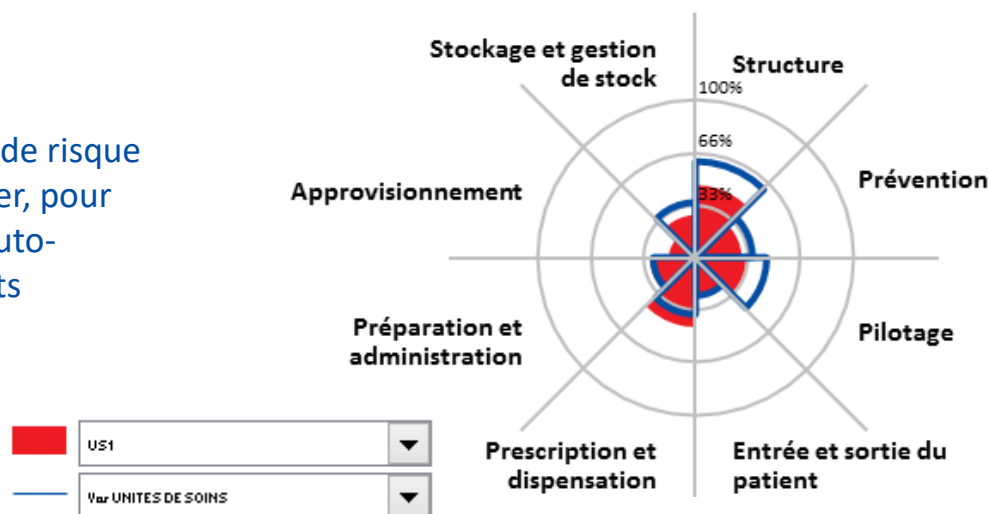 de risque
er, pour
uto-
ts
Stockage et gestion
de stock
Structure
100%
66%
33%
Approvisionnement
Prévention
Préparation et
administration
Pilotage
Prescription et
dispensation
Entrée et sortie du
patient
US1
Var UNITES DE SOINS